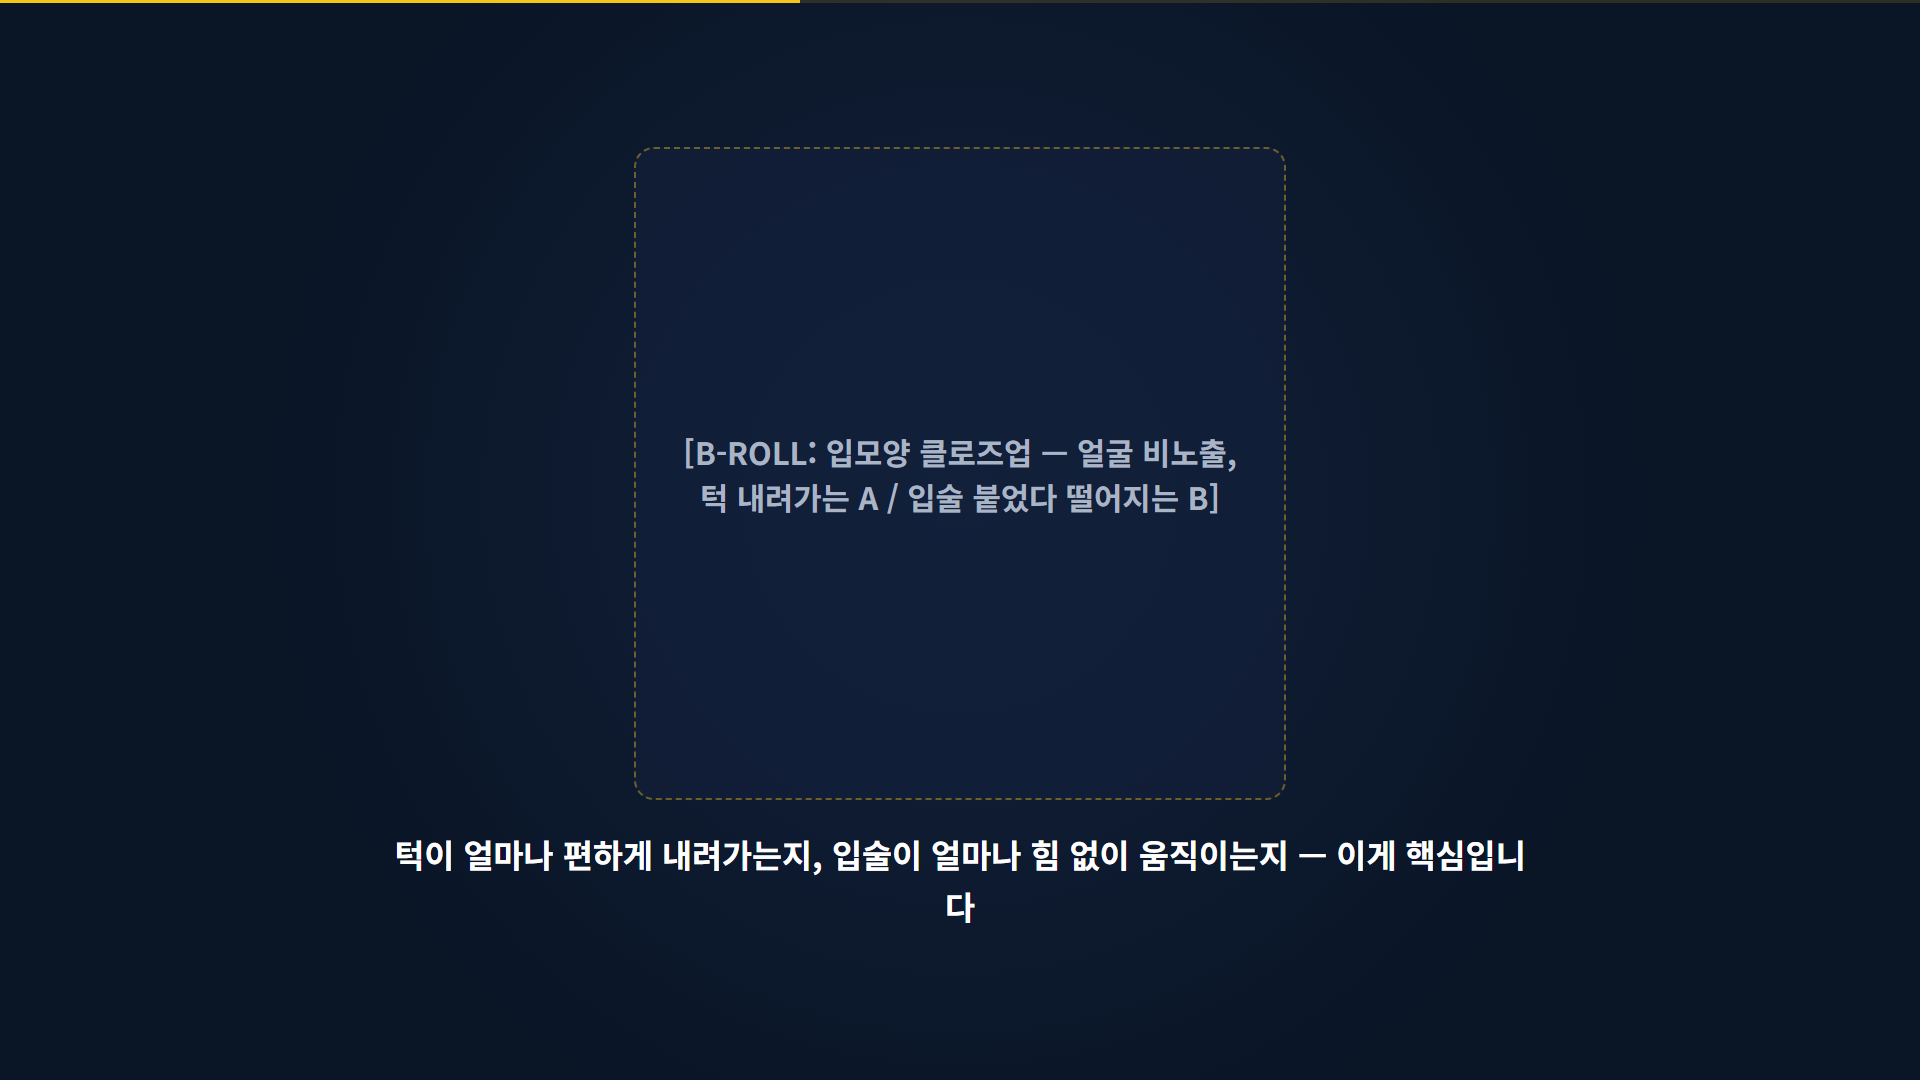 [B-ROLL: 입모양 클로즈업 — 얼굴 비노출,
턱 내려가는 A / 입술 붙었다 떨어지는 B]
턱이 얼마나 편하게 내려가는지, 입술이 얼마나 힘 없이 움직이는지 — 이게 핵심입니
다